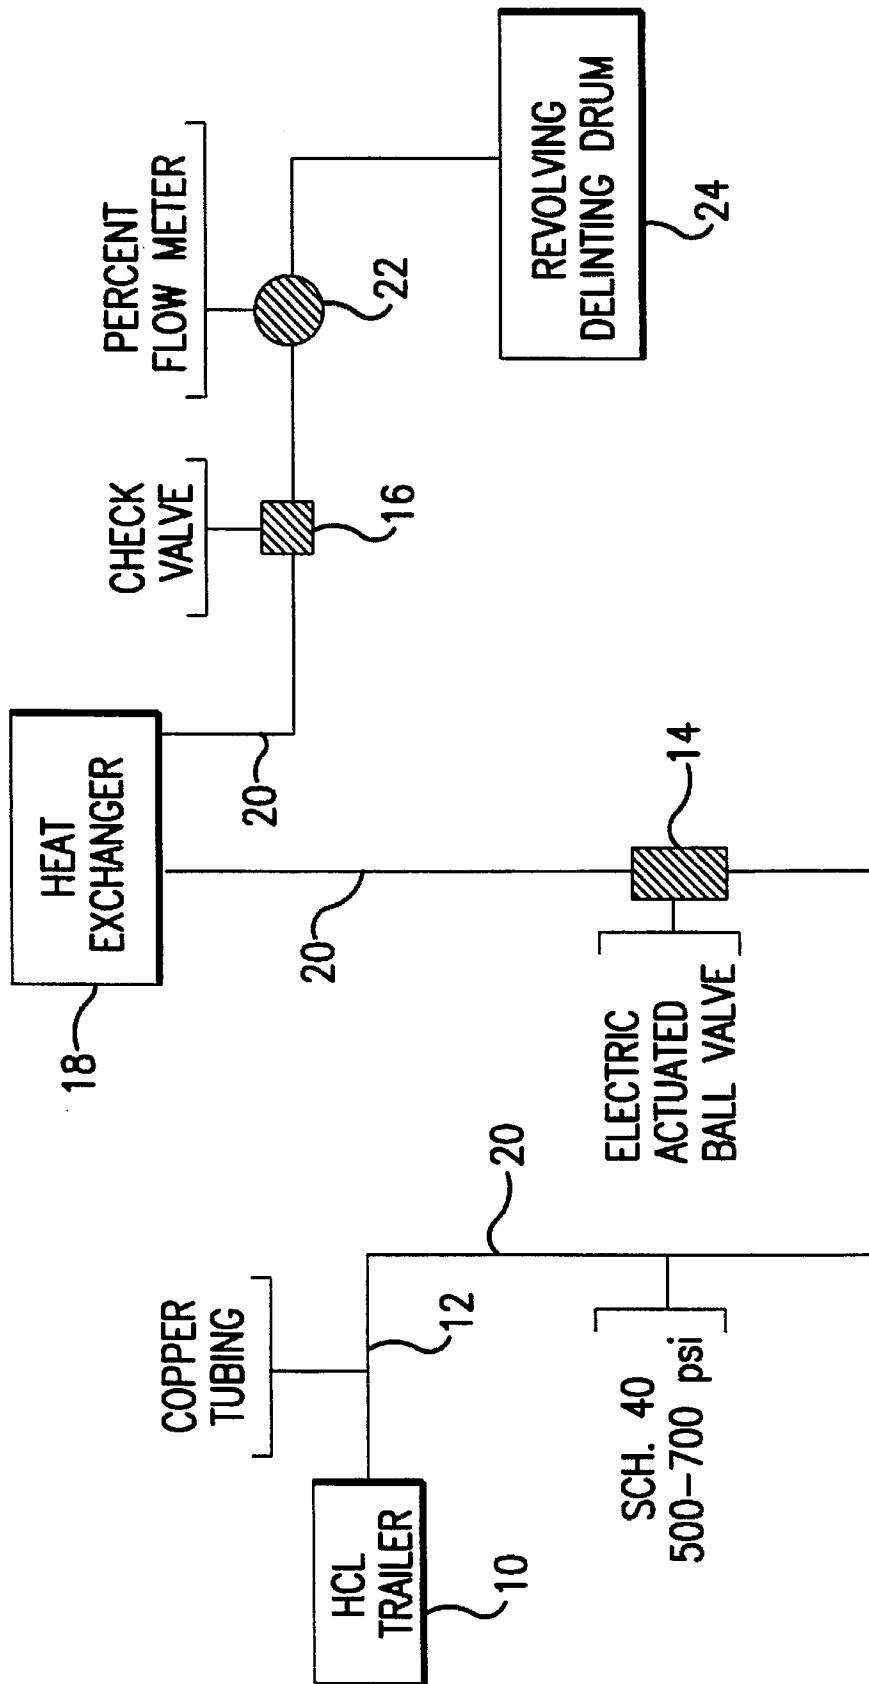 HCL
TRAILER
10
COPPER
TUBING
12
20
SCH. 40
500-700 psi
ELECTRIC
ACTUATED
BALL VALVE
14
20
HEAT
EXCHANGER
18
20
CHECK
VALVE
16
PERCENT
FLOW METER
22
REVOLVING
DELINTING DRUM
24